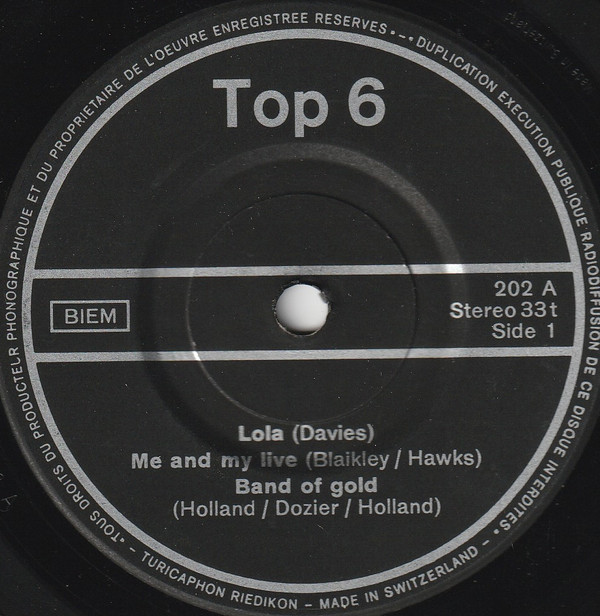 TOUS DROITS DU PRODUCTEUR PHONOGRAPHIQUE ET DU PROPRIETAIRE DE L'OEUVRE ENREGISTREE RESERVES • – • DUPLICATION EXECUTION PUBLIQUE RADIODIFFUSION DE CE DISQUE INTERDITES •
Top 6
BIEM
202 A
Stereo 33 t
Side 1
Lola (Davies)
Me and my live (Blaikley / Hawks)
Band of gold
(Holland / Dozier / Holland)
– TURICAPHON RIEDIKON – MADE IN SWITZERLAND –